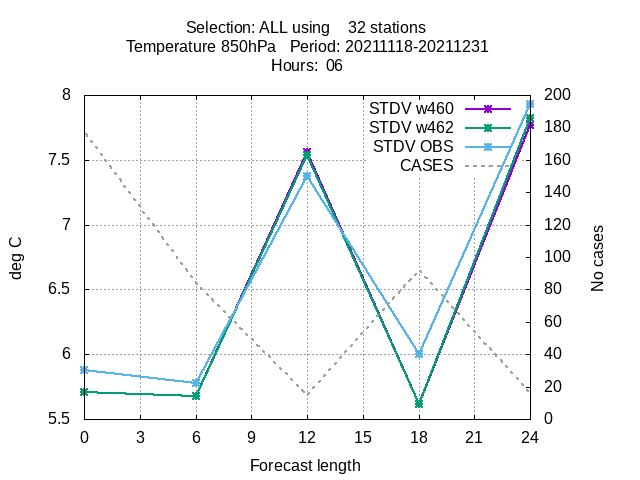 Selection: ALL using    32 stations
Temperature 850hPa   Period: 20211118-20211231
Hours:  06
8
7.5
7
6.5
6
5.5
200
180
160
140
120
100
80
60
40
20
0
STDV w460
STDV w462
STDV OBS
CASES
deg C
No cases
0 3 6 9 12 15 18 21 24
Forecast length